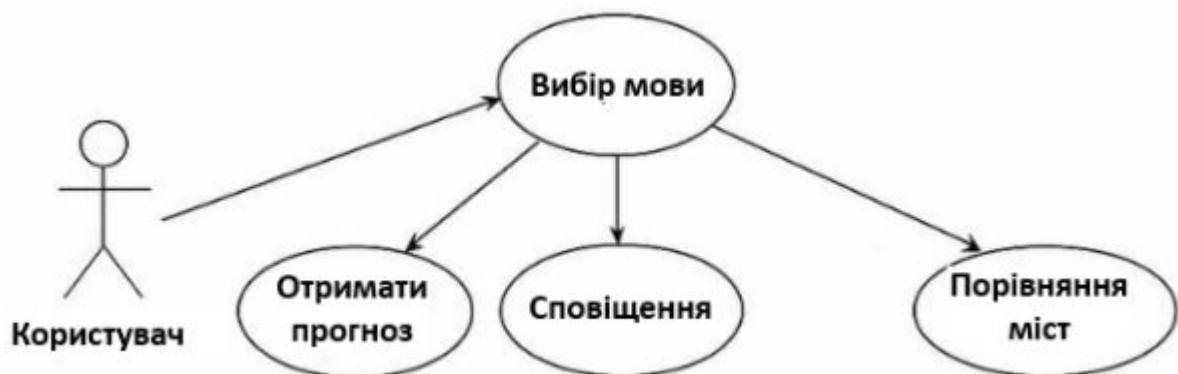 Вибір мови
Отримати
прогноз
Сповіщення
Порівняння
міст
Користувач